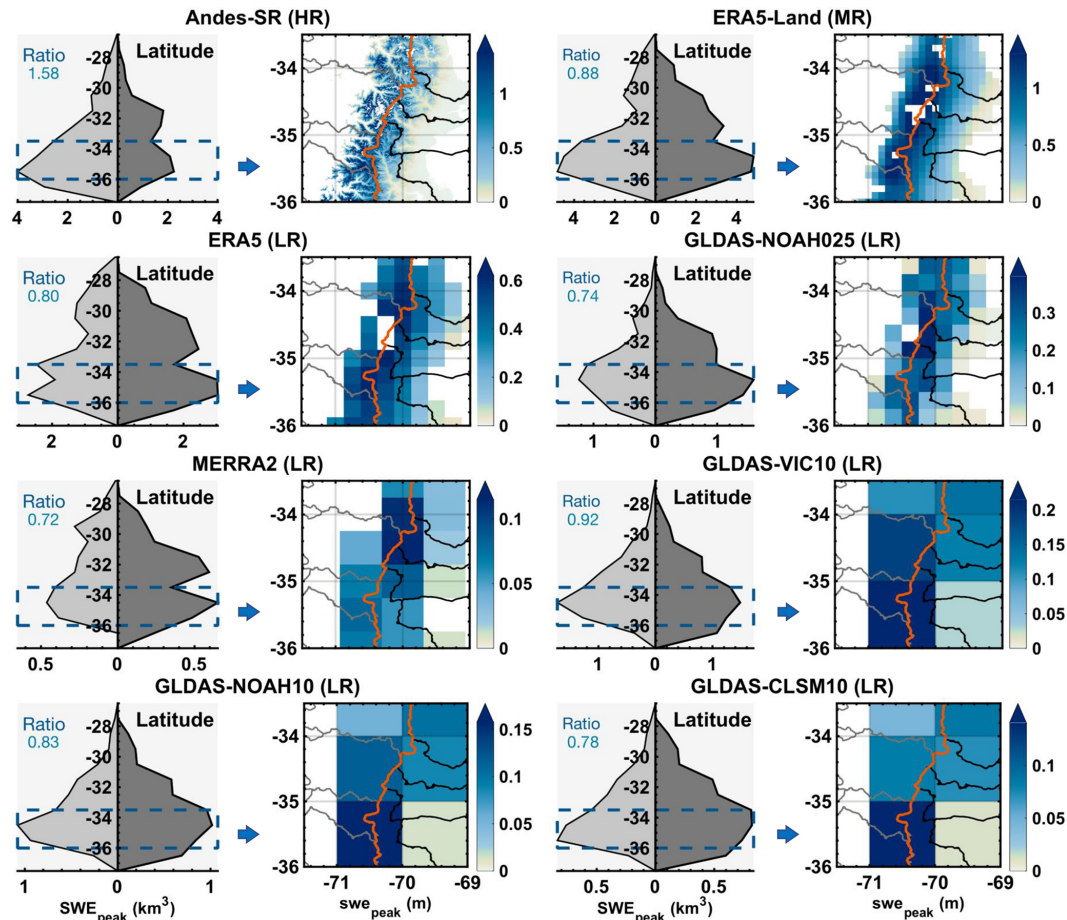 Andes-SR (HR)
Ratio
1.58
Latitude
-28
-30
-32
-34
-36
4 2 0 2 4
-34
-35
-36
1
0.5
0
ERA5-Land (MR)
Ratio
0.88
Latitude
-28
-30
-32
-34
-36
4 2 0 2 4
-34
-35
-36
1
0.5
0
ERA5 (LR)
Ratio
0.80
Latitude
-28
-30
-32
-34
-36
2 0 2
-34
-35
-36
0.6
0.4
0.2
0
GLDAS-NOAH025 (LR)
Ratio
0.74
Latitude
-28
-30
-32
-34
-36
1 0 1
-34
-35
-36
0.3
0.2
0.1
0
MERRA2 (LR)
Ratio
0.72
Latitude
-28
-30
-32
-34
-36
0.5 0 0.5
-34
-35
-36
0.1
0.05
0
GLDAS-VIC10 (LR)
Ratio
0.92
Latitude
-28
-30
-32
-34
-36
1 0 1
-34
-35
-36
0.2
0.15
0.1
0.05
0
GLDAS-NOAH10 (LR)
Ratio
0.83
Latitude
-28
-30
-32
-34
-36
1 0 1
SWEpeak (km3)
-34
-35
-36
-71 -70 -69
swepeak (m)
0.15
0.1
0.05
0
GLDAS-CLSM10 (LR)
Ratio
0.78
Latitude
-28
-30
-32
-34
-36
0.5 0 0.5
SWEpeak (km3)
-34
-35
-36
-71 -70 -69
swepeak (m)
0.1
0.05
0